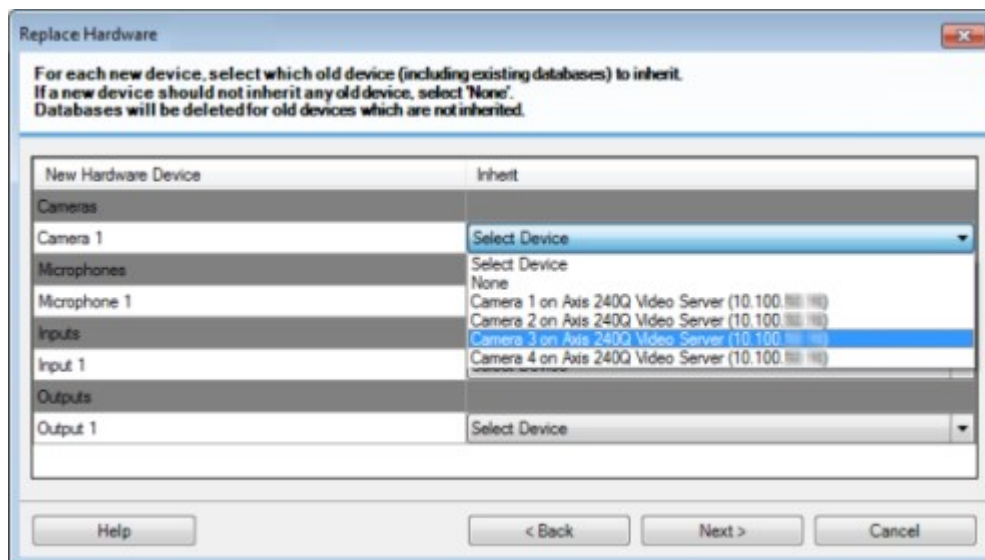 Replace Hardware
For each new device, select which old device (including existing databases) to inherit.
If a new device should not inherit any old device, select 'None'.
Databases will be deleted for old devices which are not inherited.
New Hardware Device Inherit
Cameras
Camera 1 Select Device
Select Device
None
Camera 1 on Axis 240Q Video Server (10.100.
Camera 2 on Axis 240Q Video Server (10.100.
Camera 3 on Axis 240Q Video Server (10.100.
Camera 4 on Axis 240Q Video Server (10.100.
Microphones
Microphone 1
Inputs
Input 1
Outputs
Output 1 Select Device
Help < Back Next > Cancel